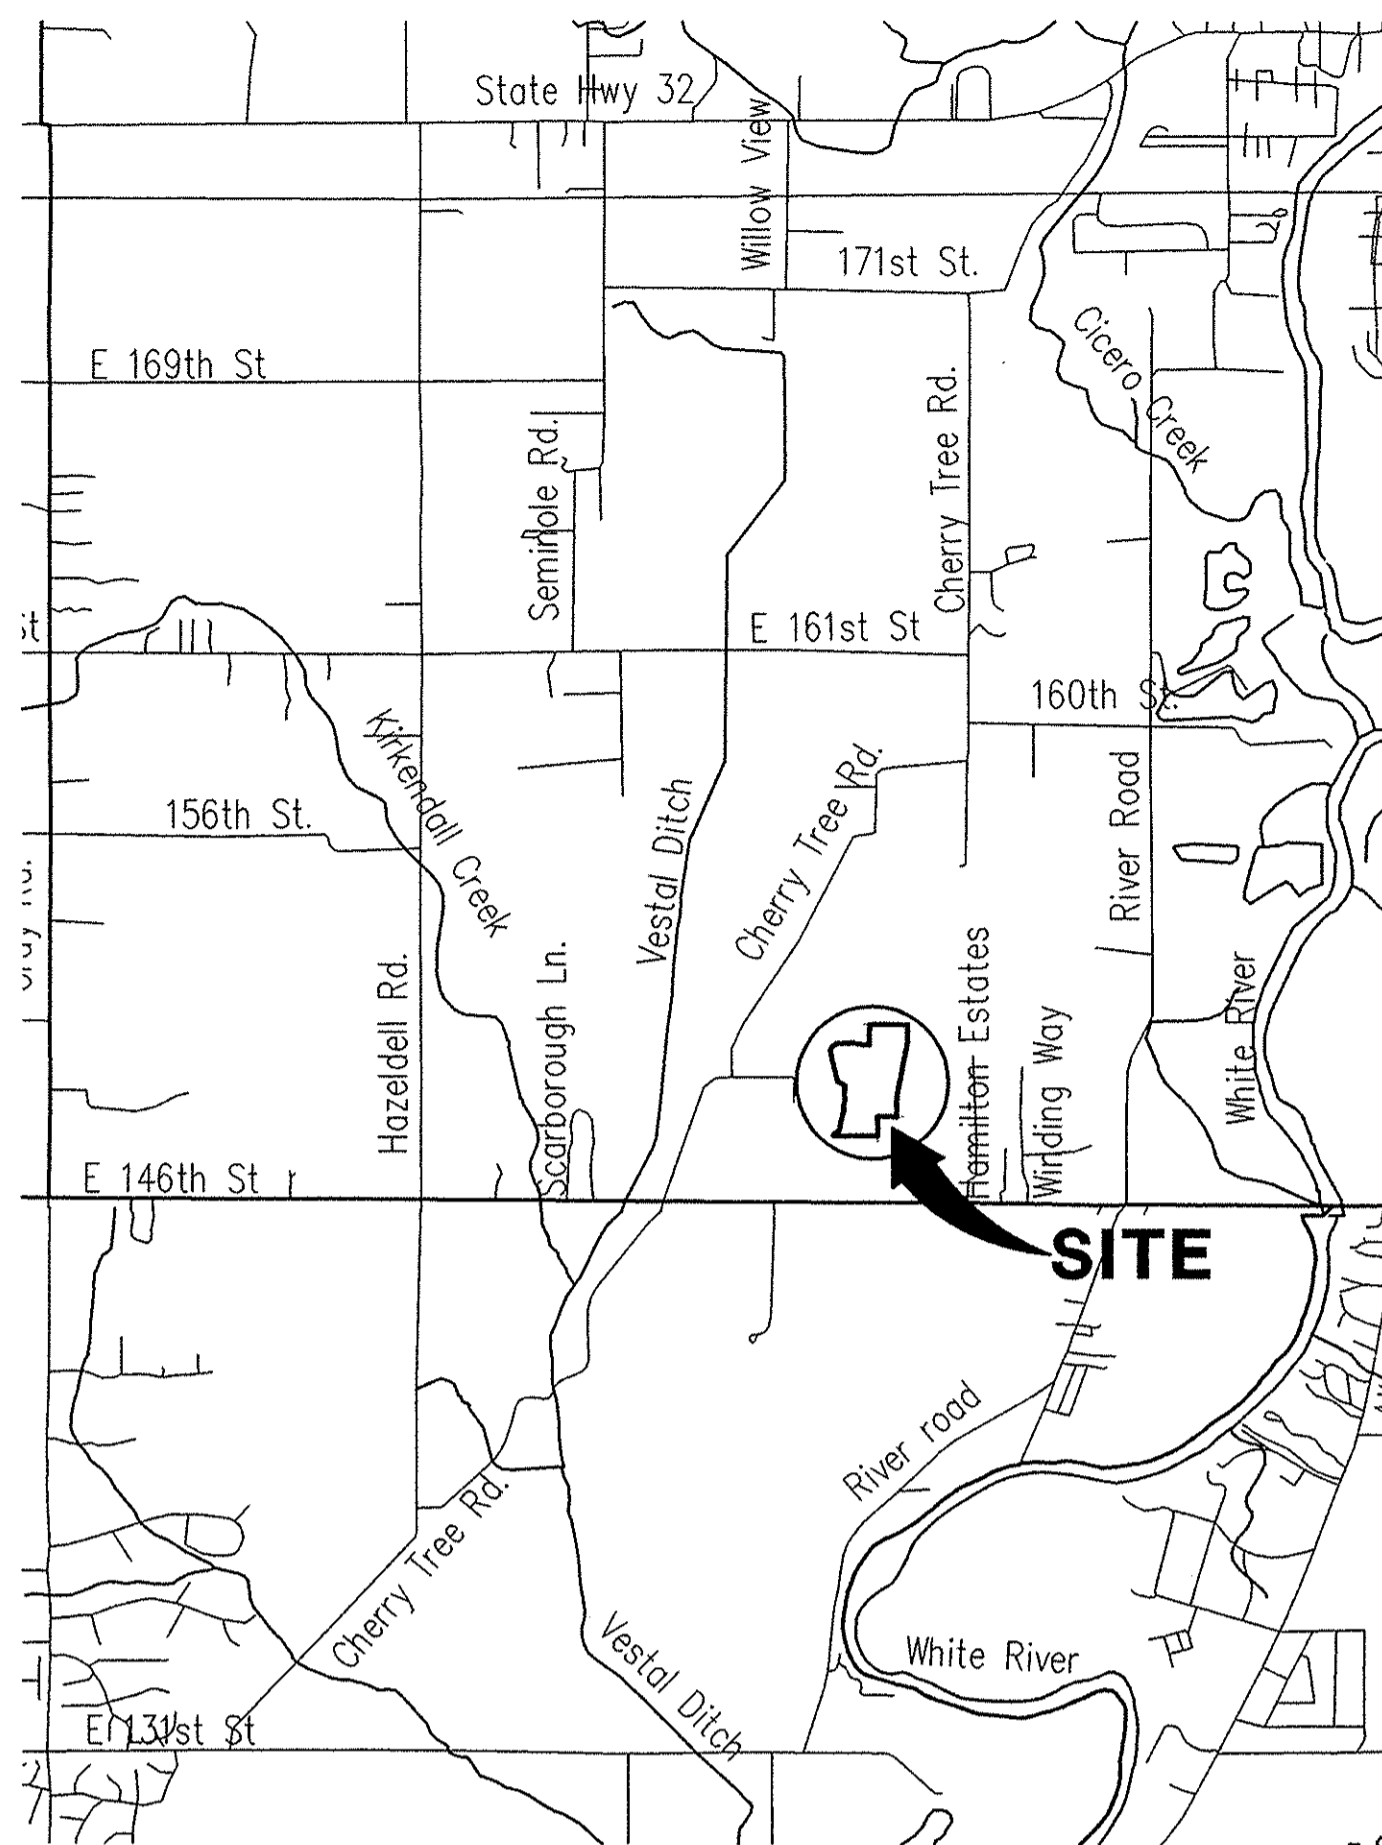 State Hwy 32
Willow View
171st St.
Cicero Creek
E 169th St
Seminole Rd.
Cherry Tree Rd.
st
E 161st St
160th St.
Kirkendall Creek
156th St.
Vestal Ditch
Cherry Tree Rd.
River Road
Hazeldell Rd.
Scarborough Ln.
Hamilton Estates
Winding Way
White River
E 146th St
SITE
River road
Cherry Tree Rd.
Vestal Ditch
White River
E 131st St